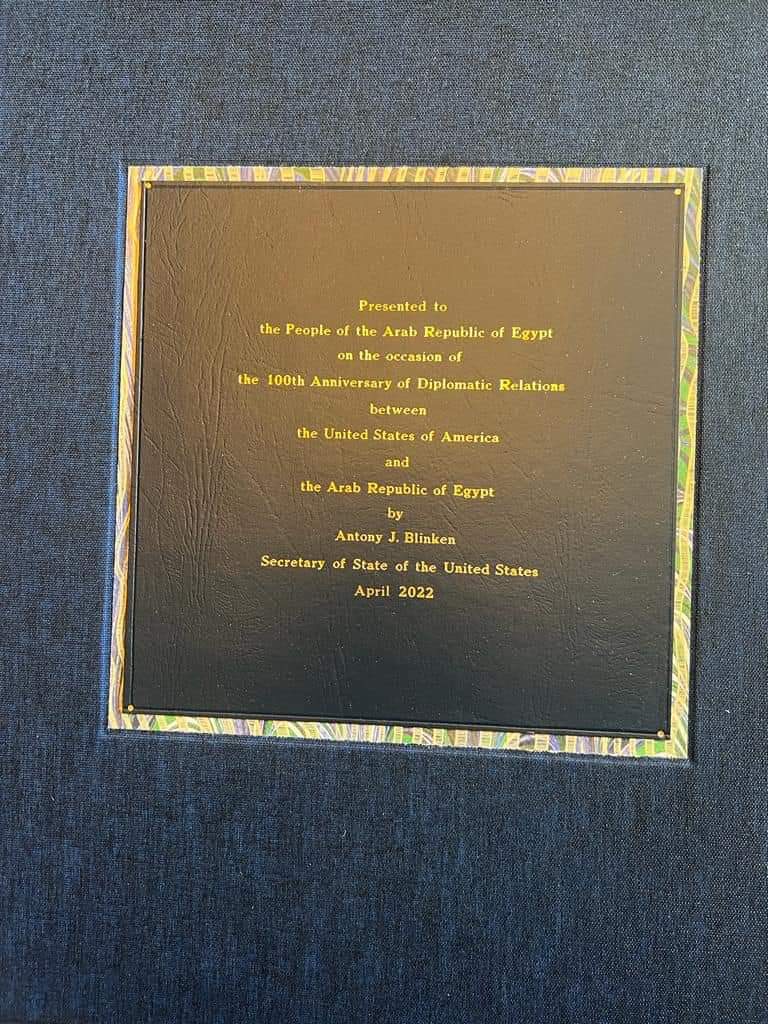 Presented to
the People of the Arab Republic of Egypt
on the occasion of
the 100th Anniversary of Diplomatic Relations
between
the United States of America
and
the Arab Republic of Egypt
by
Antony J. Blinken
Secretary of State of the United States
April 2022